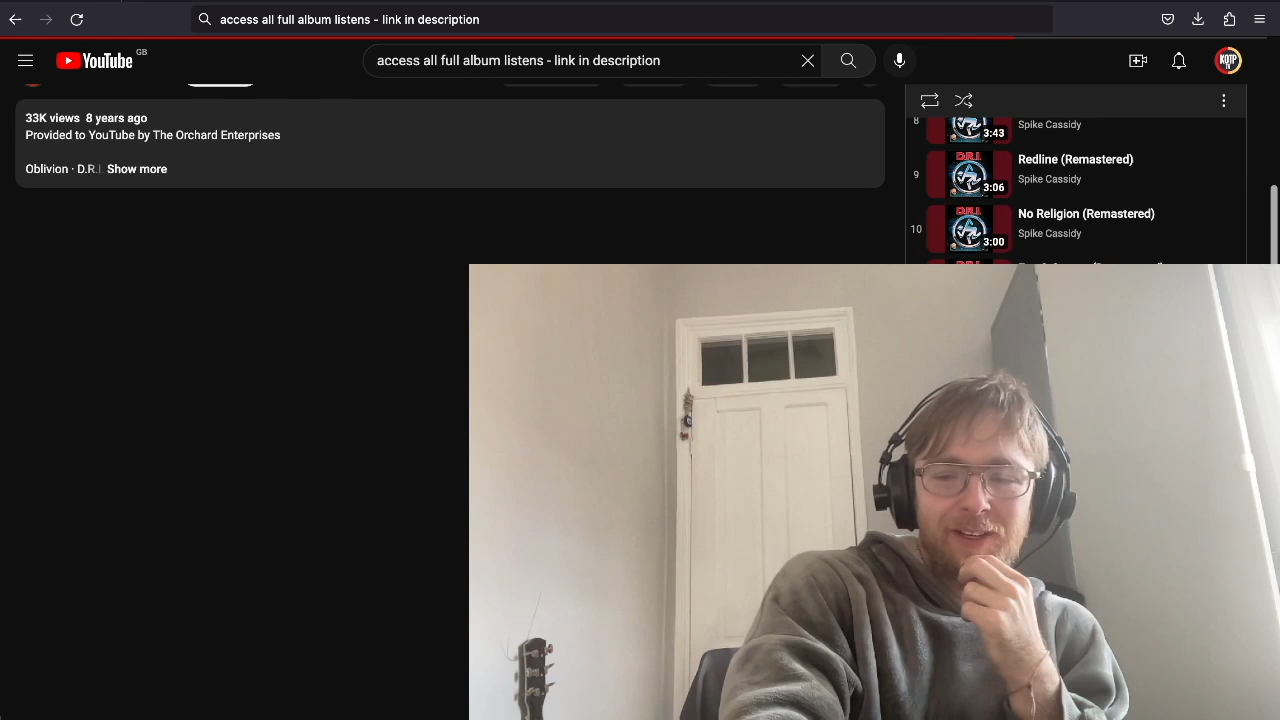 access all full album listens - link in description
YouTube GB
access all full album listens - link in description
KOTP
33K views 8 years ago
Provided to YouTube by The Orchard Enterprises
Oblivion · D.R.I. Show more
8
3:43
Spike Cassidy
9
D.R.I.
3:06
Redline (Remastered)
Spike Cassidy
10
D.R.I.
3:00
No Religion (Remastered)
Spike Cassidy